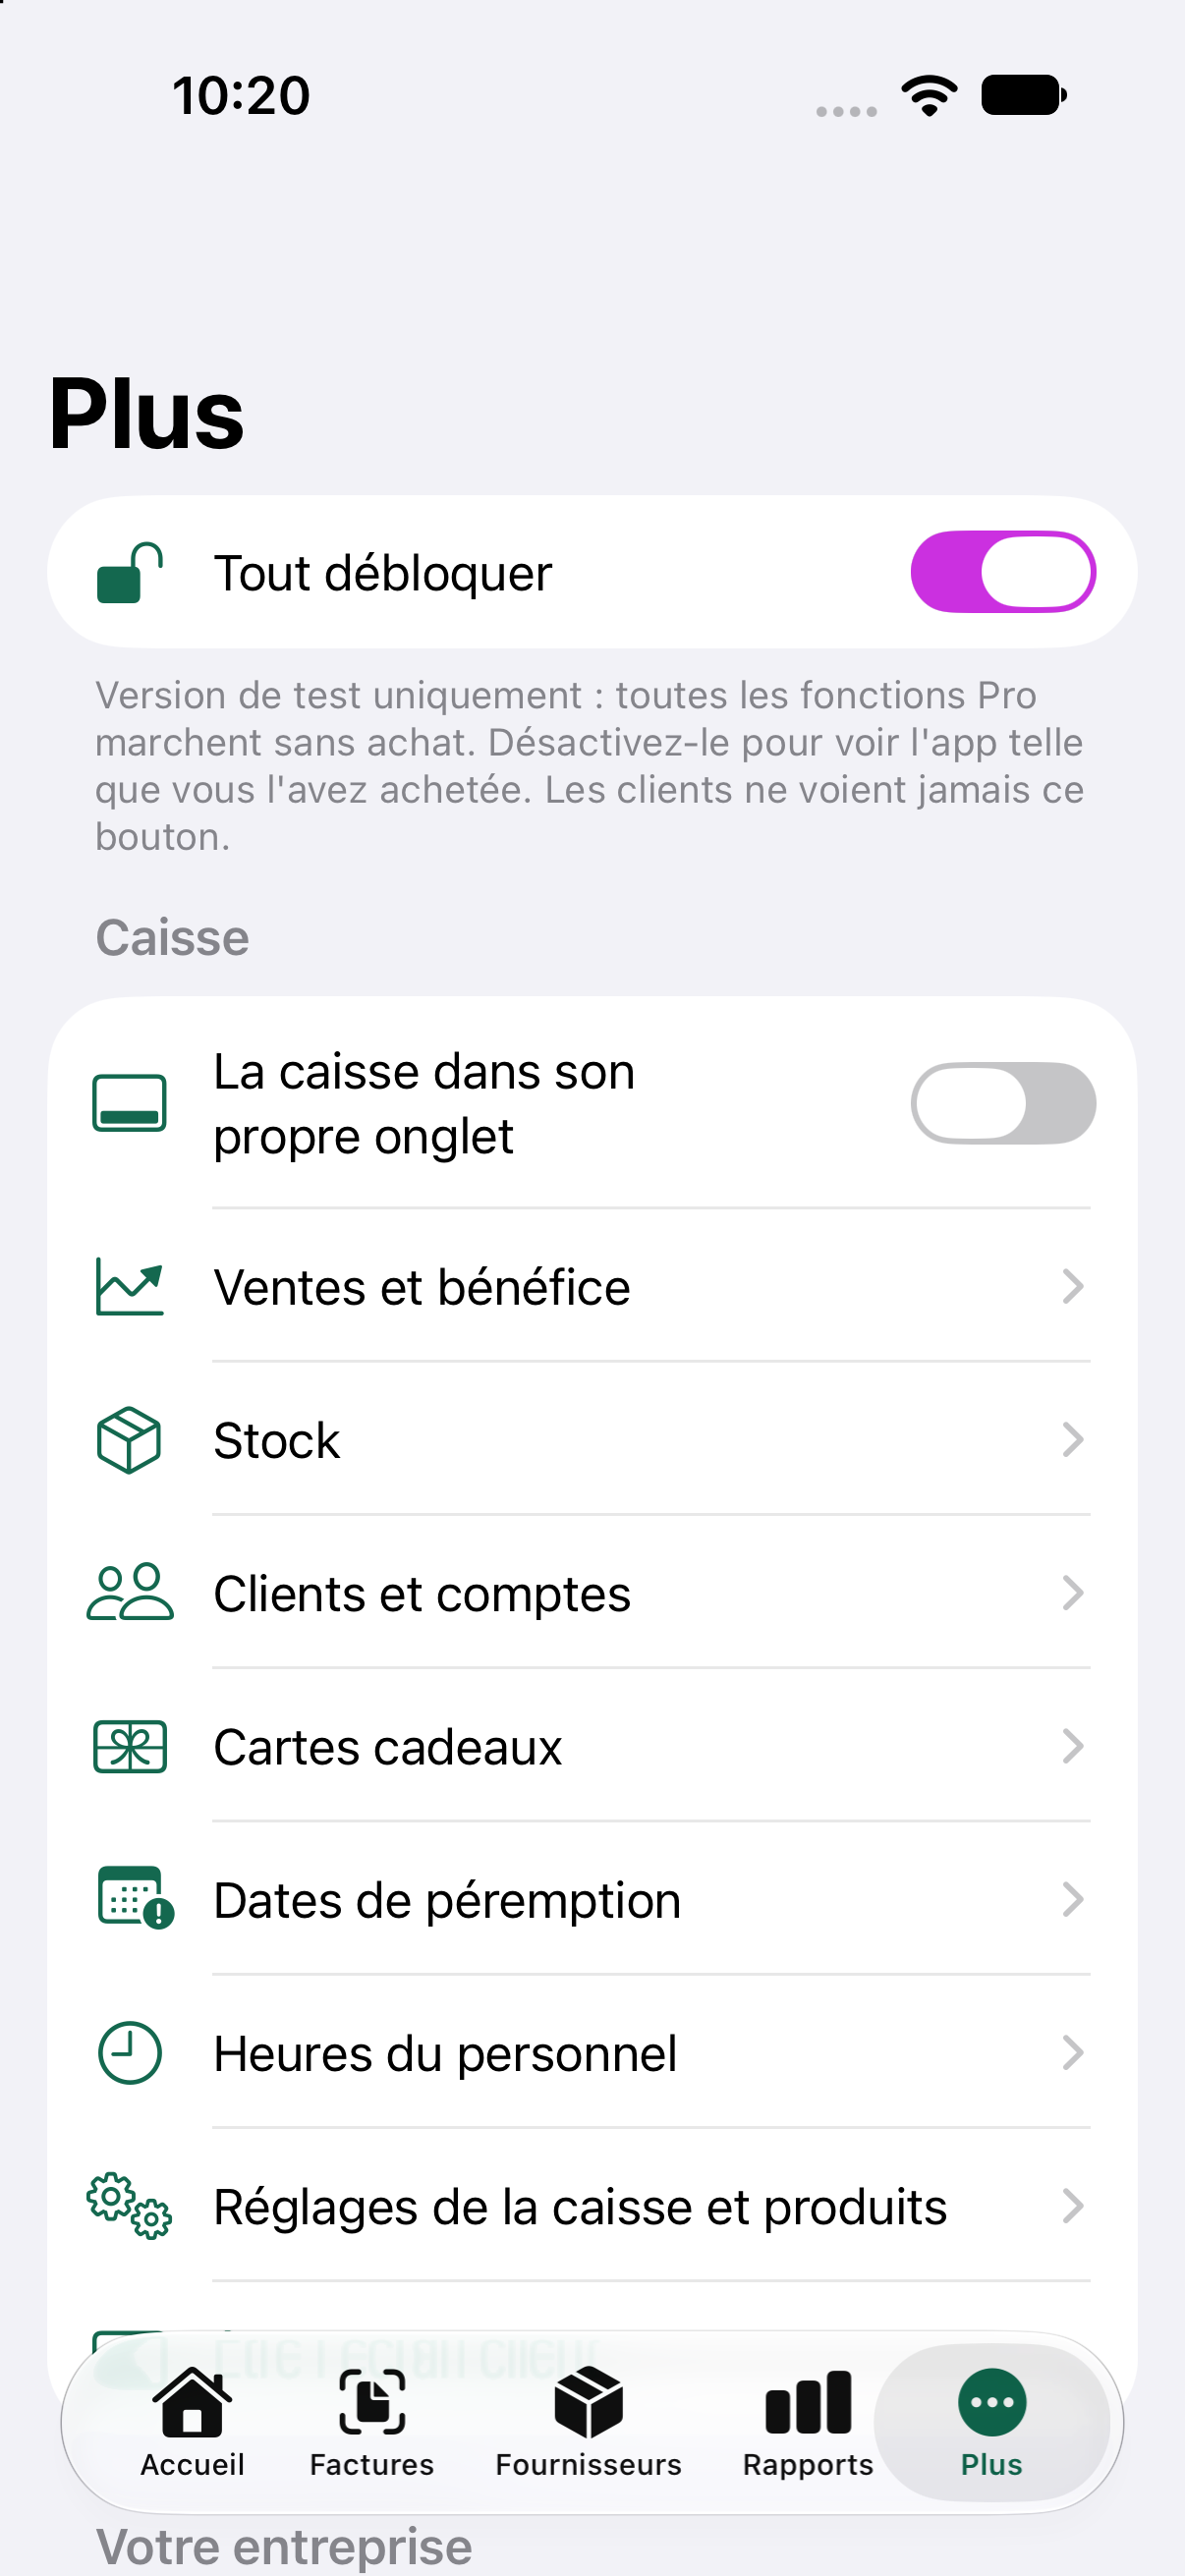 10:20
Plus
Tout débloquer
Version de test uniquement : toutes les fonctions Pro
marchent sans achat. Désactivez-le pour voir l'app telle
que vous l'avez achetée. Les clients ne voient jamais ce
bouton.
Caisse
La caisse dans son
propre onglet
Ventes et bénéfice
Stock
Clients et comptes
Cartes cadeaux
Dates de péremption
Heures du personnel
Réglages de la caisse et produits
Accueil
Factures
Fournisseurs
Rapports
Plus
Votre entreprise